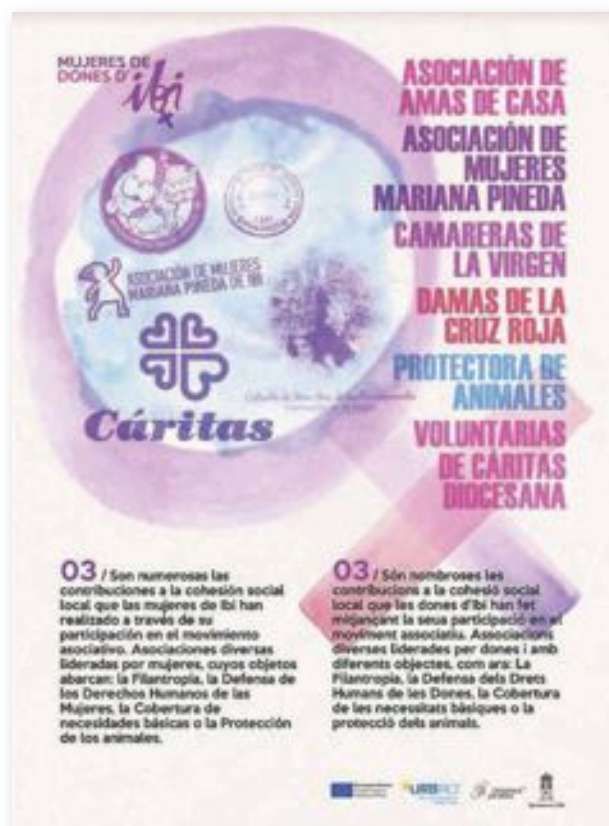 MUJERES DE
DONES D'
ibi
ASOCIACIÓN DE
AMAS DE CASA
ASOCIACIÓN DE
MUJERES
MARIANA PINEDA
CAMARERAS DE
LA VIRGEN
DAMAS DE LA
CRUZ ROJA
PROTECTORA DE
ANIMALES
VOLUNTARIAS
DE CÁRITAS
DIOCESANA
ASOCIACIÓN DE MUJERES
MARIANA PINEDA DE IBI
Cáritas
03 / Son numerosas las
contribuciones a la cohesión social
local que las mujeres de Ibi han
realizado a través de su
participación en el movimiento
asociativo. Asociaciones diversas
lideradas por mujeres, cuyos objetos
abarcan: la Filantropía, la Defensa de
los Derechos Humanos de las
Mujeres, la Cobertura de
necesidades básicas o la Protección
de los animales.
03 / Són nombroses les
contribucions a la cohesió social
local que les dones d'Ibi han fet
mitjançant la seua participació en el
moviment associatiu. Associacions
diverses liderades per dones i amb
diferents objectes, com ara: La
Filantropia, la Defensa dels Drets
Humans de les Dones, la Cobertura
de les necessitats bàsiques o la
protecció dels animals.
URBACT